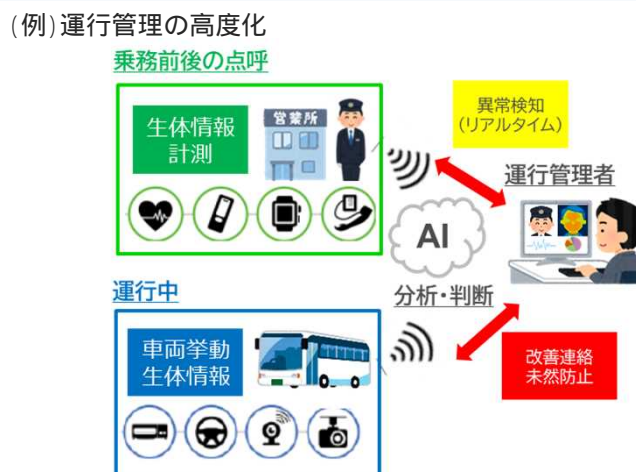 (例)運行管理の高度化
乗務前後の点呼
生体情報
計測
営業所
異常検知
(リアルタイム)
運行管理者
AI
分析・判断
運行中
車両挙動
生体情報
改善連絡
未然防止